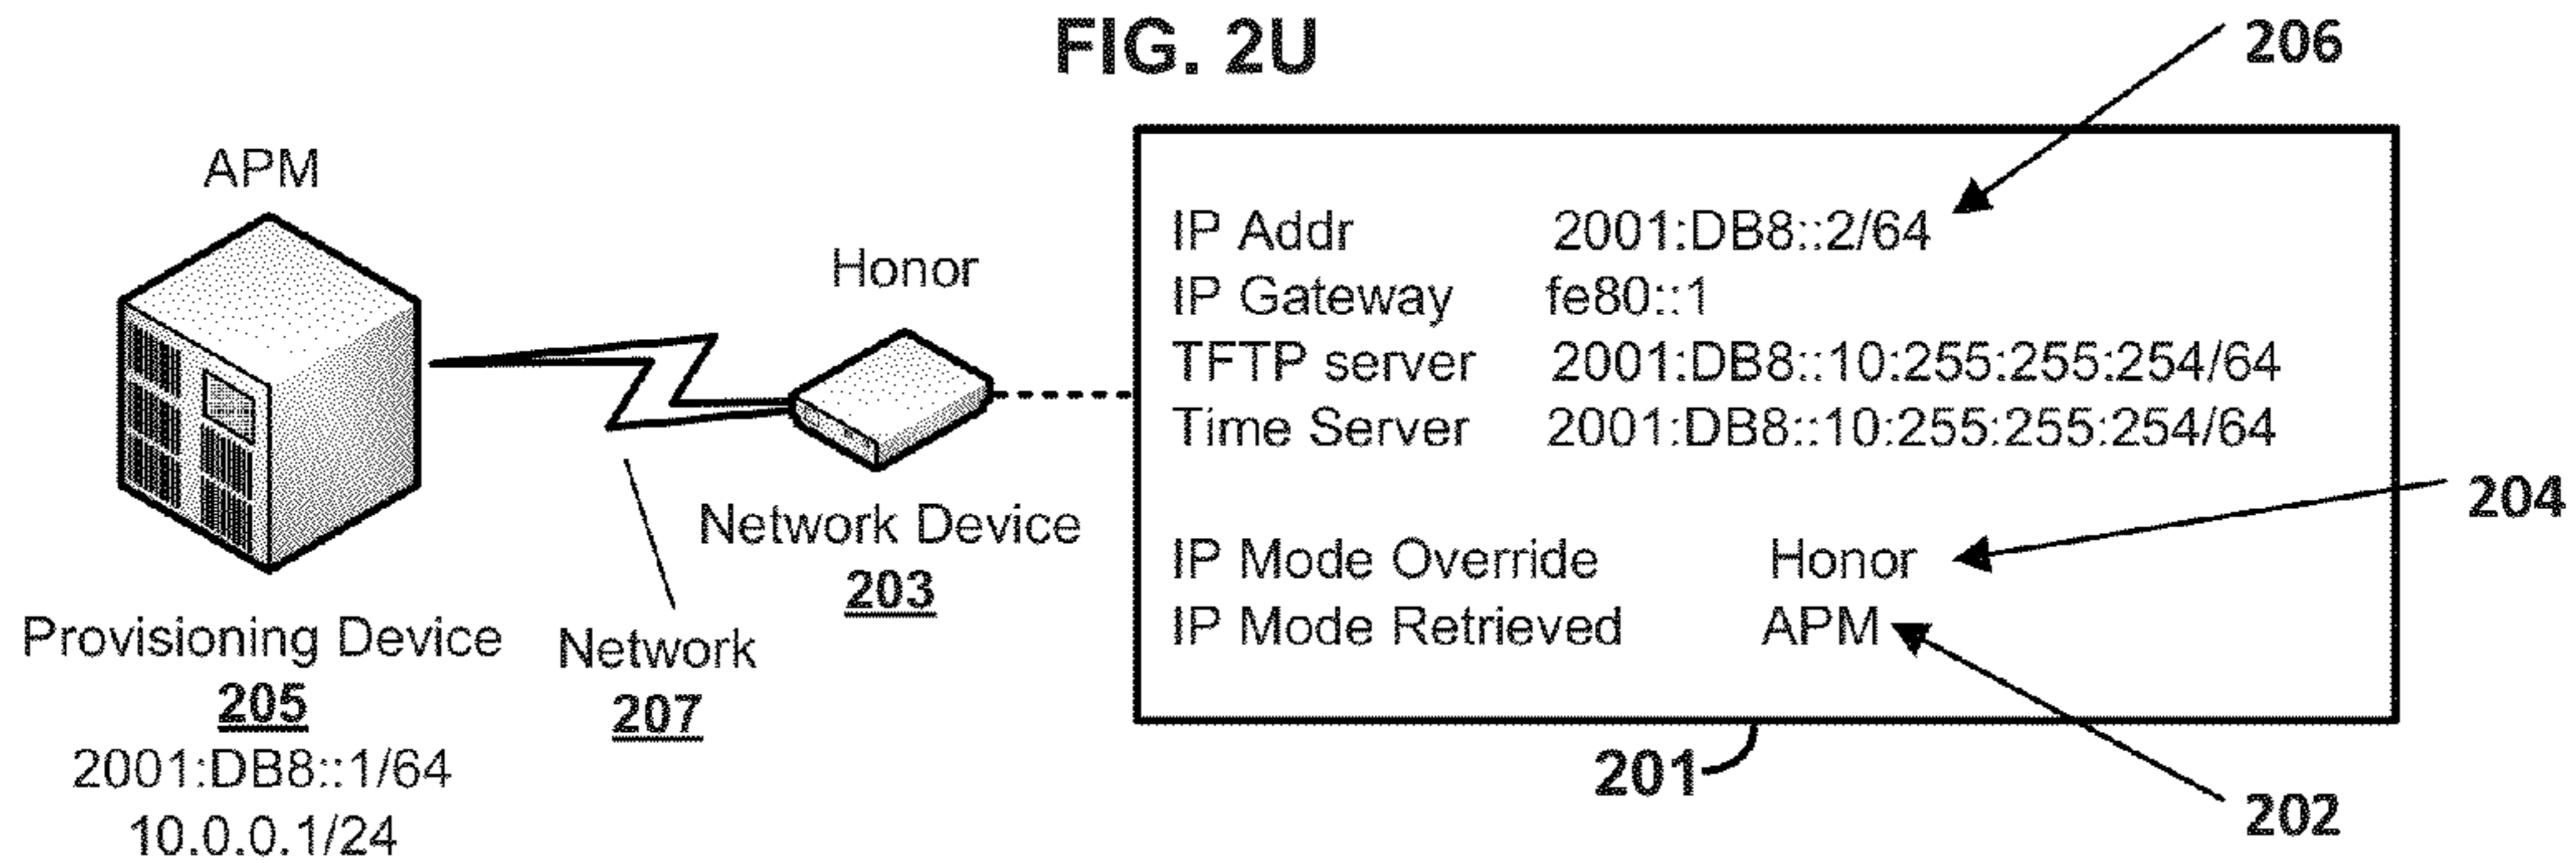 FIG. 2U
206
APM
Honor
IP Addr 2001:DB8::2/64
IP Gateway fe80::1
TFTP server 2001:DB8::10:255:255:254/64
Time Server 2001:DB8::10:255:255:254/64
204
IP Mode Override Honor
IP Mode Retrieved APM
Network Device
203
Provisioning Device
205
2001:DB8::1/64
10.0.0.1/24
Network
207
201
202